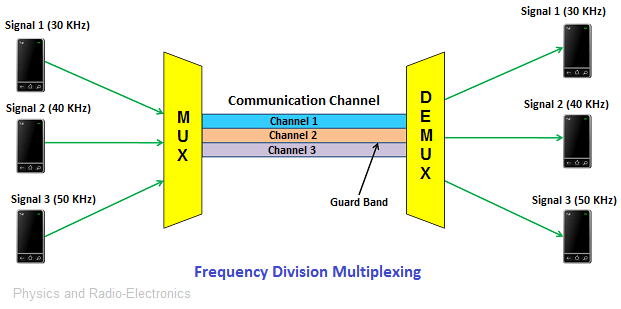 Signal 1 (30 KHz)
Signal 1 (30 KHz)
Signal 2 (40 KHz)
Signal 2 (40 KHz)
Signal 3 (50 KHz)
Signal 3 (50 KHz)
MUX
Communication Channel
Channel 1
Channel 2
Channel 3
Guard Band
DEMUX
Frequency Division Multiplexing
Physics and Radio-Electronics